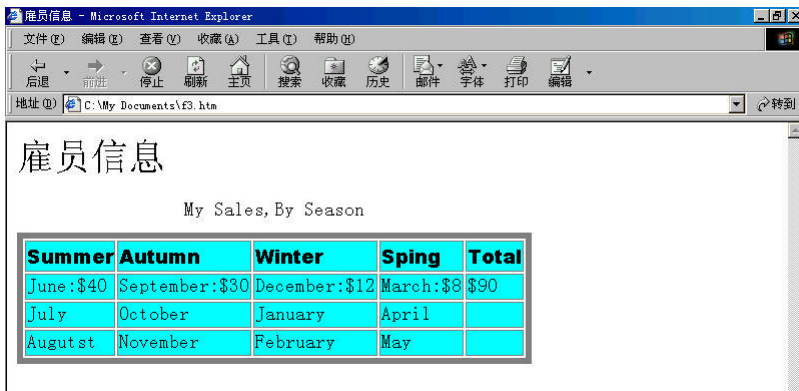 雇员信息 - Microsoft Internet Explorer
文件(F) 编辑(E) 查看(V) 收藏(A) 工具(T) 帮助(H)
后退 前进 停止 刷新 主页 搜索 收藏 历史 邮件 字体 打印 编辑
地址(D) C:\My Documents\f3.htm 转到
雇员信息
My Sales,By Season
Summer Autumn Winter Sping Total
June:$40 September:$30 December:$12 March:$8 $90
July October January April
Augutst November February May